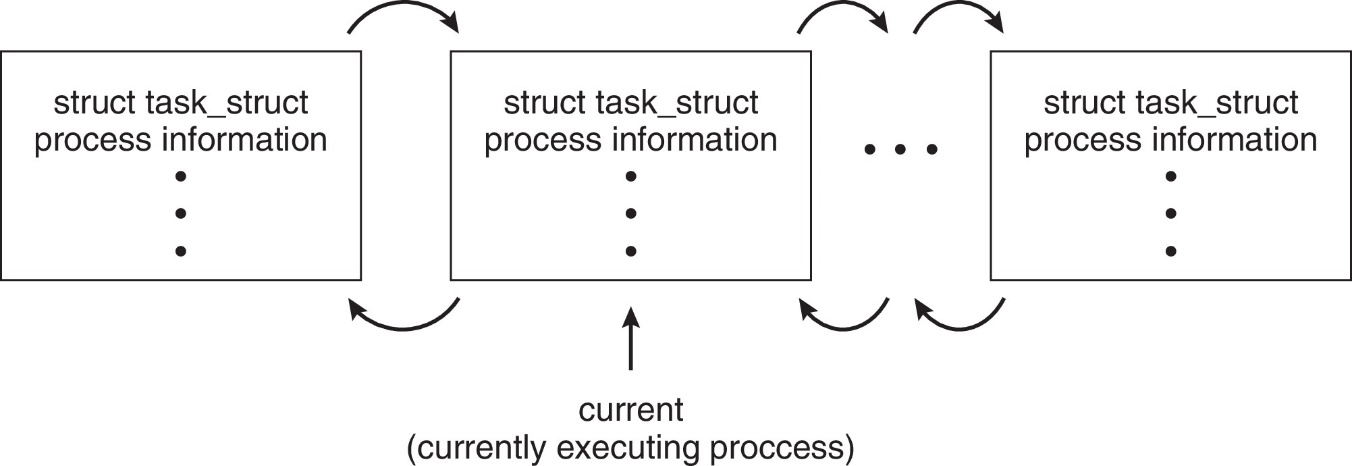 struct task_struct
process information
struct task_struct
process information
struct task_struct
process information
current
(currently executing proccess)